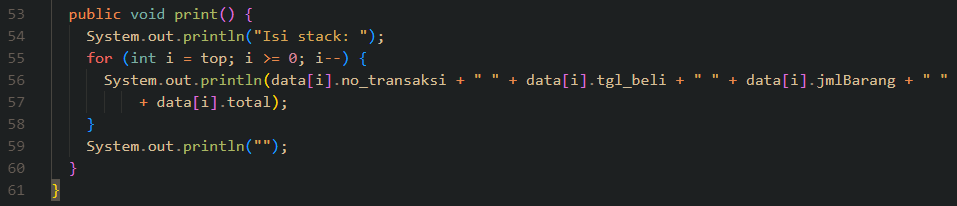 53 public void print() {
54 System.out.println("Isi stack: ");
55 for (int i = top; i >= 0; i--) {
56 System.out.println(data[i].no_transaksi + " " + data[i].tgl_beli + " " + data[i].jmlBarang + " "
57 + data[i].total);
58 }
59 System.out.println("");
60 }
61 }